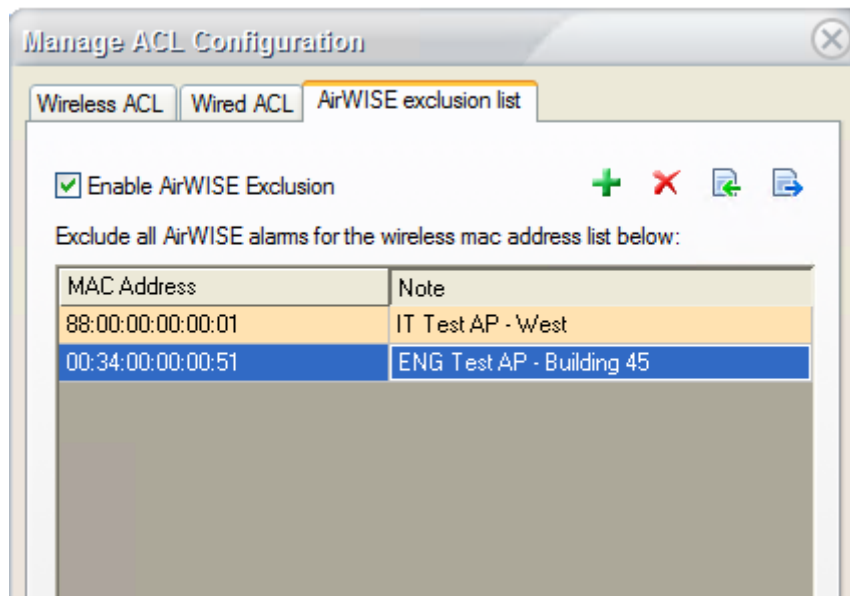 Manage ACL Configuration
Wireless ACL Wired ACL AirWISE exclusion list
Enable AirWISE Exclusion
Exclude all AirWISE alarms for the wireless mac address list below:
MAC Address Note
88:00:00:00:00:01 IT Test AP - West
00:34:00:00:00:51 ENG Test AP - Building 45